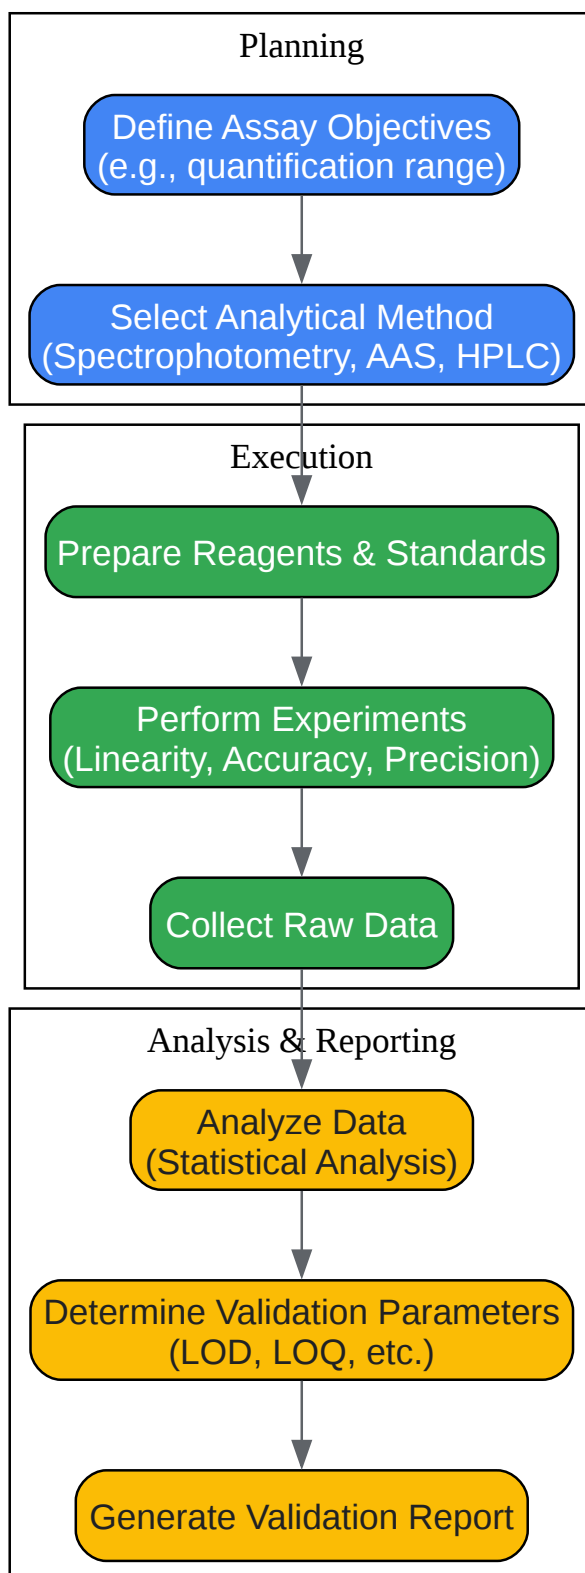 Planning
Define Assay Objectives
(e.g., quantification range)
Select Analytical Method
(Spectrophotometry, AAS, HPLC)
Execution
Prepare Reagents & Standards
Perform Experiments
(Linearity, Accuracy, Precision)
Collect Raw Data
Analysis & Reporting
Analyze Data
(Statistical Analysis)
Determine Validation Parameters
(LOD, LOQ, etc.)
Generate Validation Report